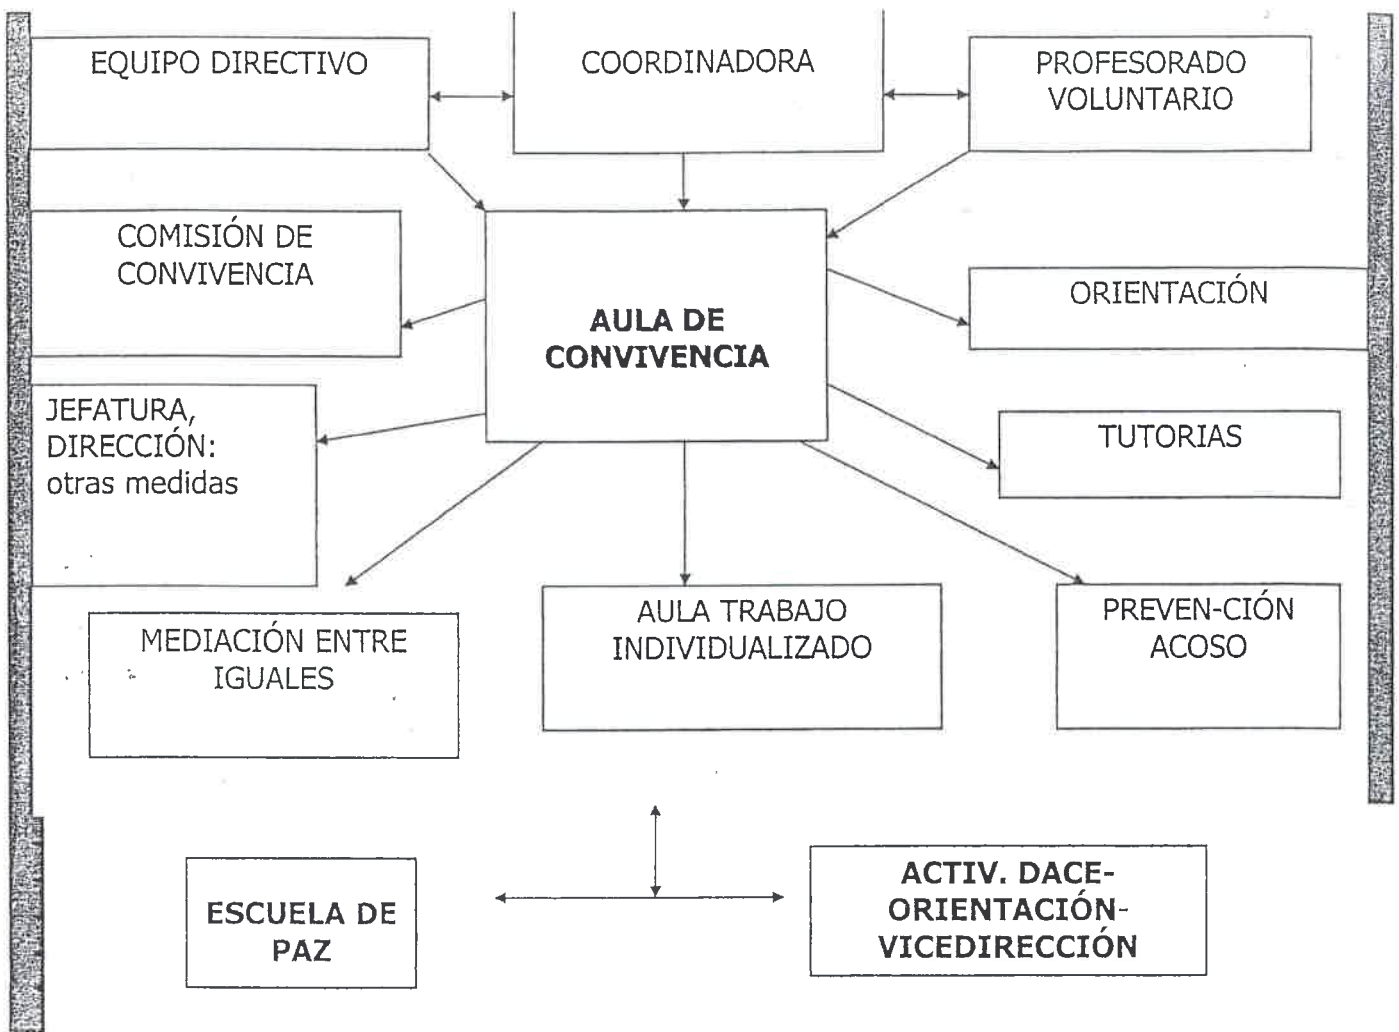 EQUIPO DIRECTIVO
COORDINADORA
PROFESORADO
VOLUNTARIO
COMISIÓN DE
CONVIVENCIA
AULA DE
CONVIVENCIA
ORIENTACIÓN
JEFATURA,
DIRECCIÓN:
otras medidas
TUTORIAS
MEDIACIÓN ENTRE
IGUALES
AULA TRABAJO
INDIVIDUALIZADO
PREVEN-CIÓN
ACOSO
ESCUELA DE
PAZ
ACTIV. DACE-
ORIENTACIÓN-
VICEDIRECCIÓN